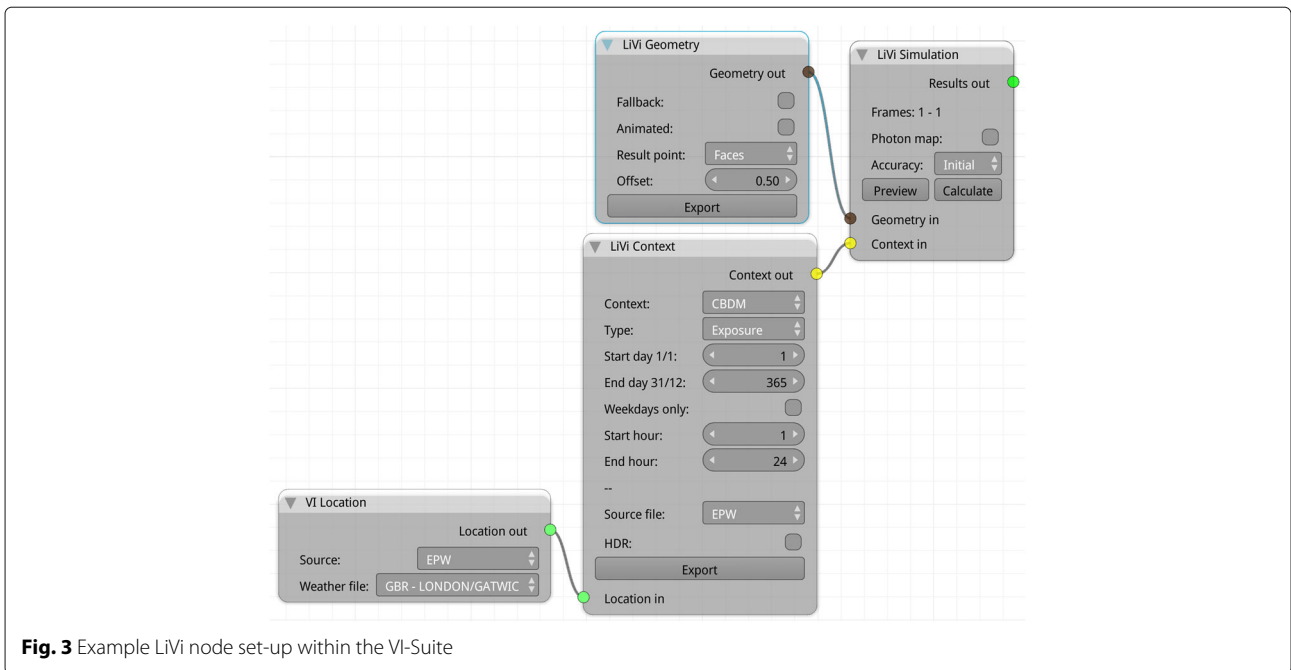 LiVi Geometry
Geometry out
Fallback:
Animated:
Result point: Faces
Offset: 0.50
Export
LiVi Simulation
Results out
Frames: 1 - 1
Photon map:
Accuracy: Initial
Preview Calculate
Geometry in
Context in
LiVi Context
Context out
Context: CBDM
Type: Exposure
Start day 1/1: 1
End day 31/12: 365
Weekdays only:
Start hour: 1
End hour: 24
--
Source file: EPW
HDR:
Export
Location in
VI Location
Location out
Source: EPW
Weather file: GBR - LONDON/GATWIC
Fig. 3 Example LiVi node set-up within the VI-Suite